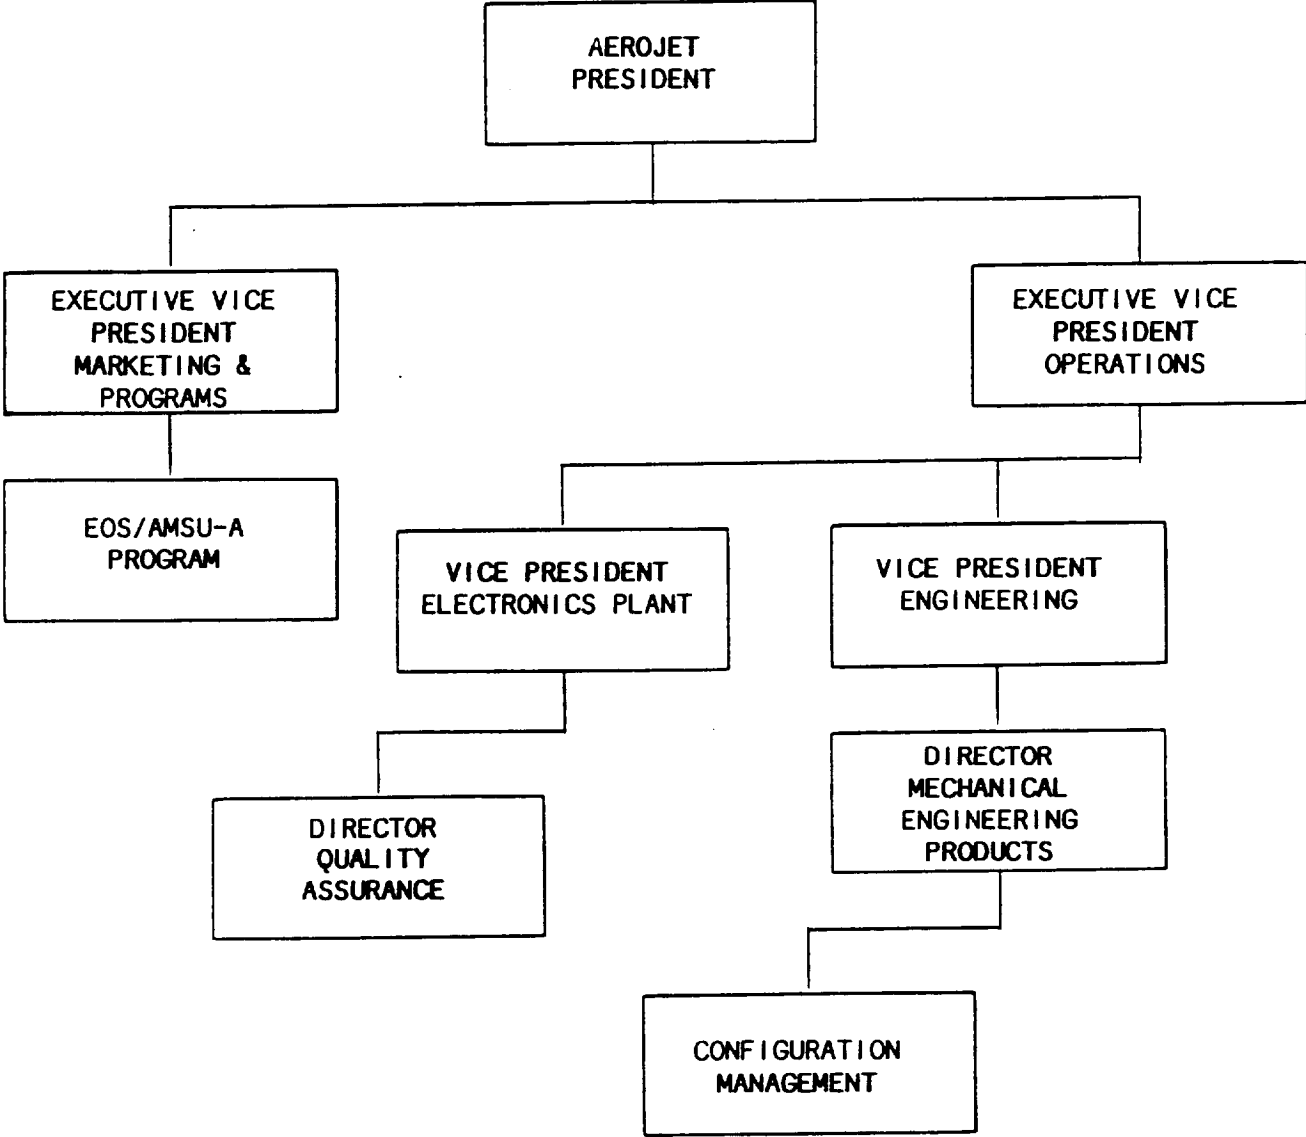 AEROJET
PRESIDENT
EXECUTIVE VICE
PRESIDENT
MARKETING &
PROGRAMS
EXECUTIVE VICE
PRESIDENT
OPERATIONS
EOS/AMSU-A
PROGRAM
VICE PRESIDENT
ELECTRONICS PLANT
VICE PRESIDENT
ENGINEERING
DIRECTOR
QUALITY
ASSURANCE
DIRECTOR
MECHANICAL
ENGINEERING
PRODUCTS
CONFIGURATION
MANAGEMENT